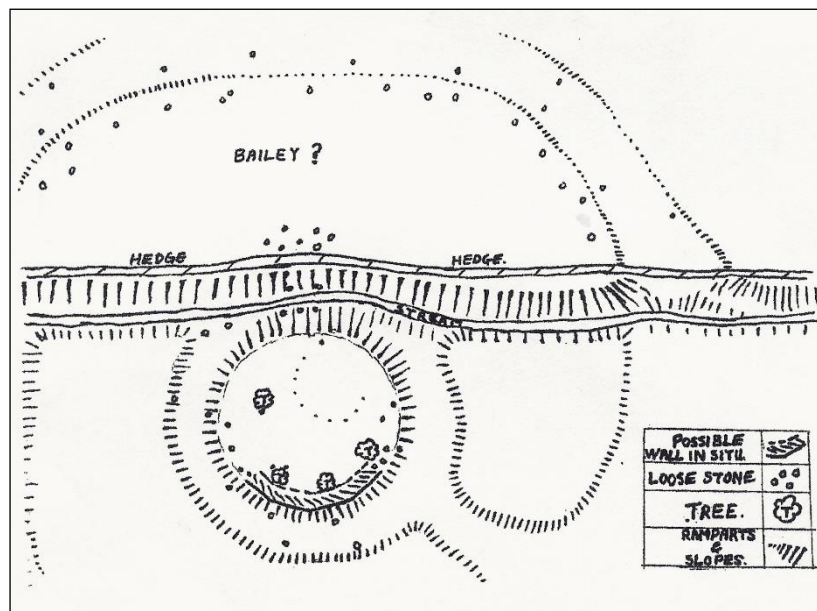 BAILEY ?
HEDGE
HEDGE.
STREAM
POSSIBLE
WALL IN SITU.
LOOSE STONE
TREE.
T
RAMPARTS
&
SLOPES.
T
T
T
T